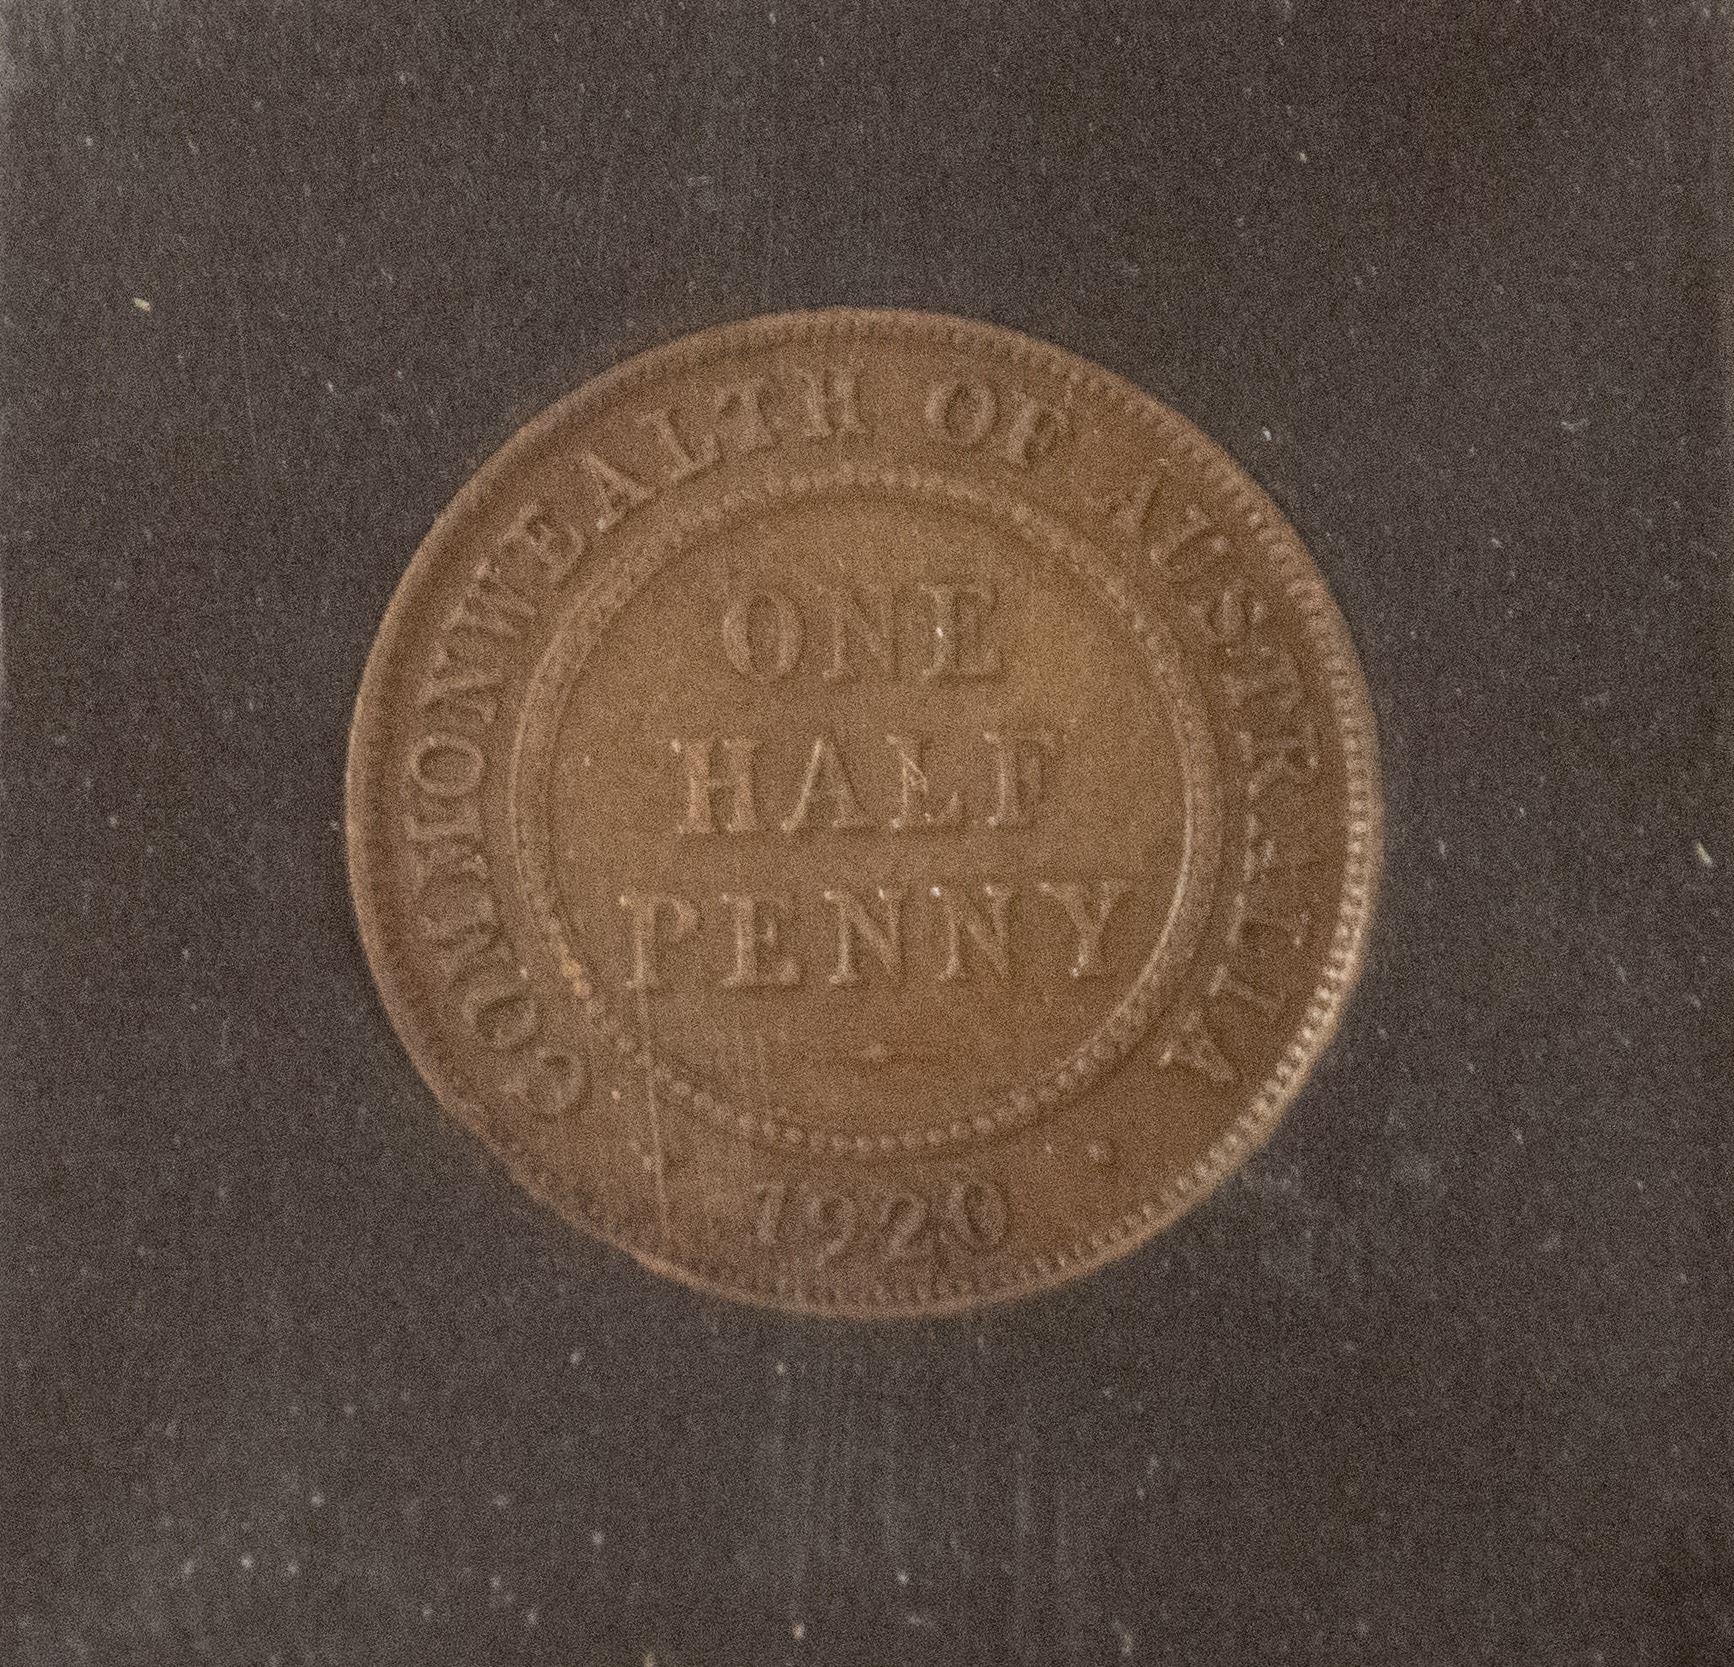 COMMONWEALTH OF AUSTRALIA
ONE
HALF
PENNY
1920